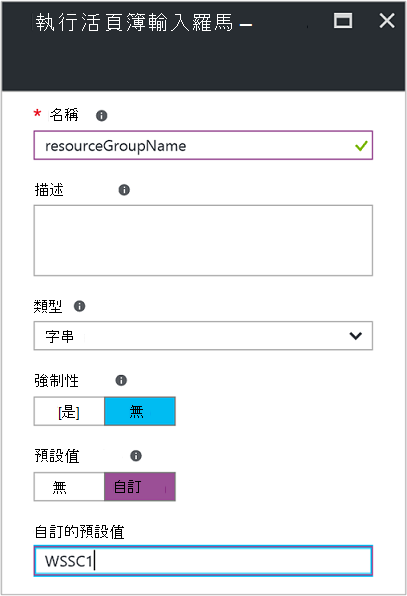 執行活頁簿輸入羅馬 –
* 名稱
resourceGroupName
描述
類型
字串
強制性
[是] 無
預設值
無 自訂
自訂的預設值
WSSC1